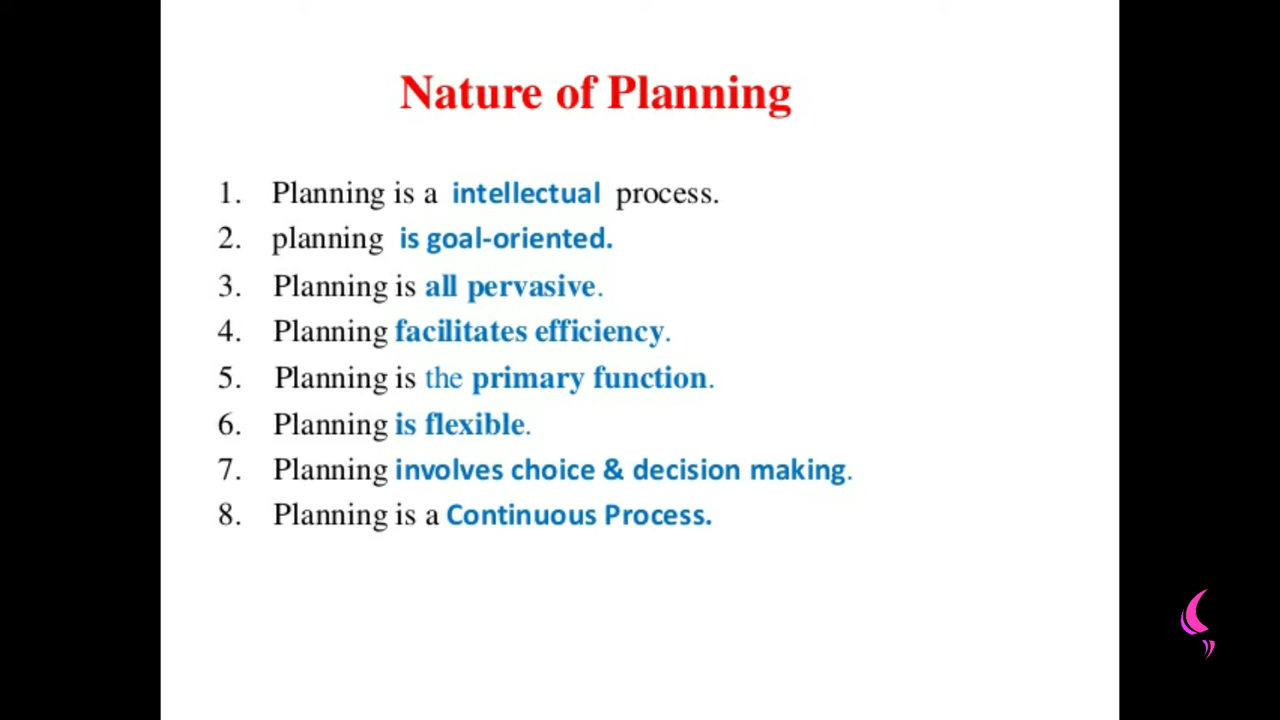 Nature of Planning
1. Planning is a intellectual process.
2. planning is goal-oriented.
3. Planning is all pervasive.
4. Planning facilitates efficiency.
5. Planning is the primary function.
6. Planning is flexible.
7. Planning involves choice & decision making.
8. Planning is a Continuous Process.